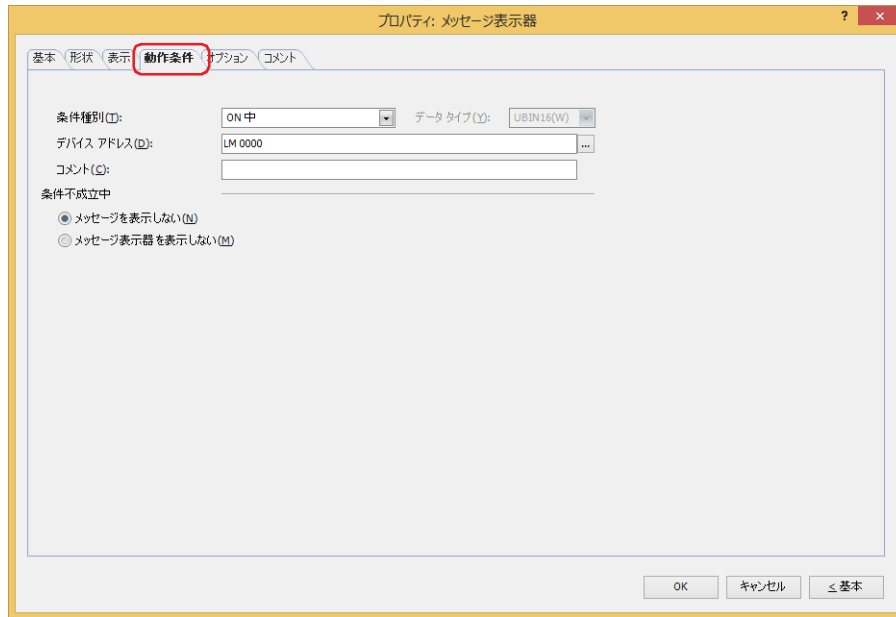 プロパティ: メッセージ表示器
? ×
基本 形状 表示 動作条件 オプション コメント
条件種別(T): ON 中 データ タイプ(Y): UBIN16(W)
デバイス アドレス(D): LM 0000 ...
コメント(C):
条件不成立中
メッセージを表示しない(N)
メッセージ表示器を表示しない(M)
OK キャンセル < 基本